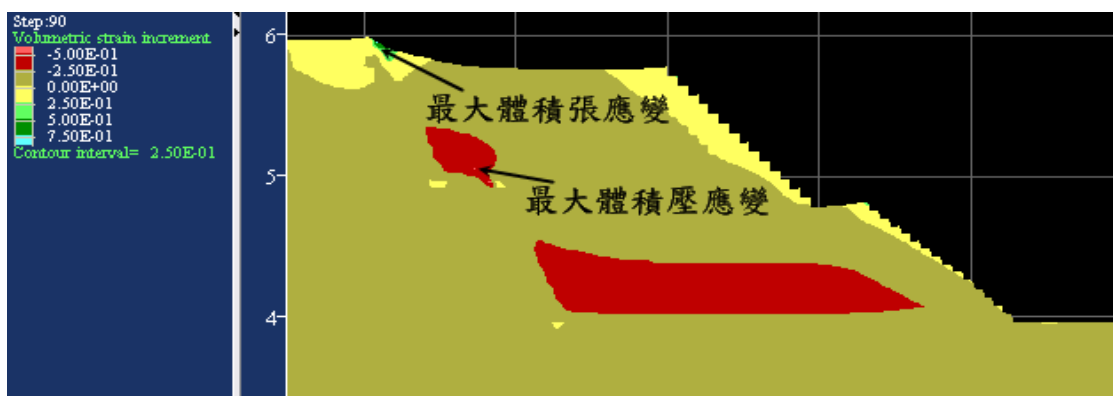 Step:90
Volumetric strain increment
-5.00E-01
-2.50E-01
0.00E+00
2.50E-01
5.00E-01
7.50E-01
Contour interval= 2.50E-01
6
最大體積張應變
5
最大體積壓應變
4